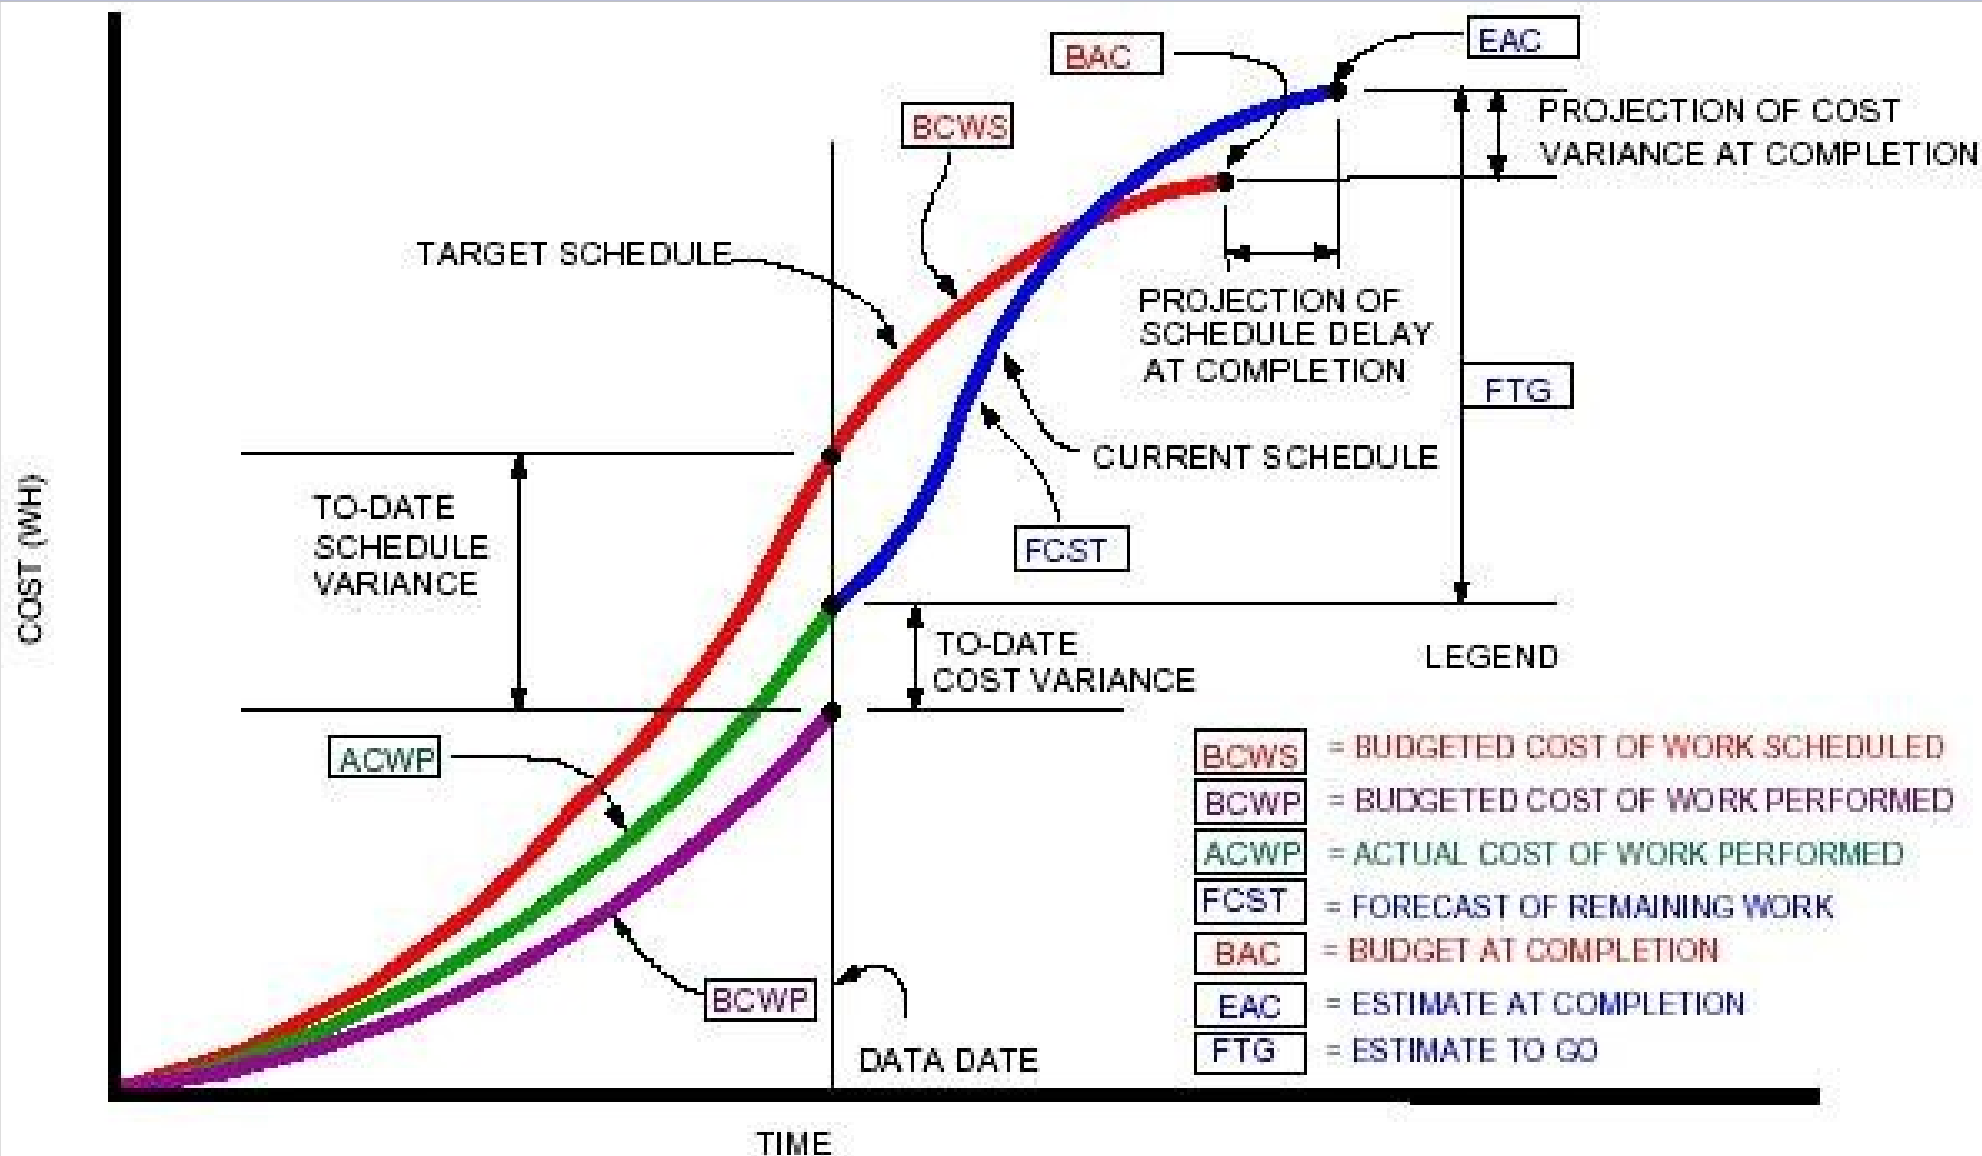 EAC
BAC
PROJECTION OF COST
VARIANCE AT COMPLETION
BCWS
TARGET SCHEDULE
PROJECTION OF
SCHEDULE DELAY
AT COMPLETION
FTG
CURRENT SCHEDULE
TO-DATE
SCHEDULE
VARIANCE
FCST
COST (WH)
TO-DATE
COST VARIANCE
LEGEND
ACWP
BCWS = BUDGETED COST OF WORK SCHEDULED
BCWP = BUDGETED COST OF WORK PERFORMED
ACWP = ACTUAL COST OF WORK PERFORMED
FCST = FORECAST OF REMAINING WORK
BAC = BUDGET AT COMPLETION
EAC = ESTIMATE AT COMPLETION
FTG = ESTIMATE TO GO
BCWP
DATA DATE
TIME